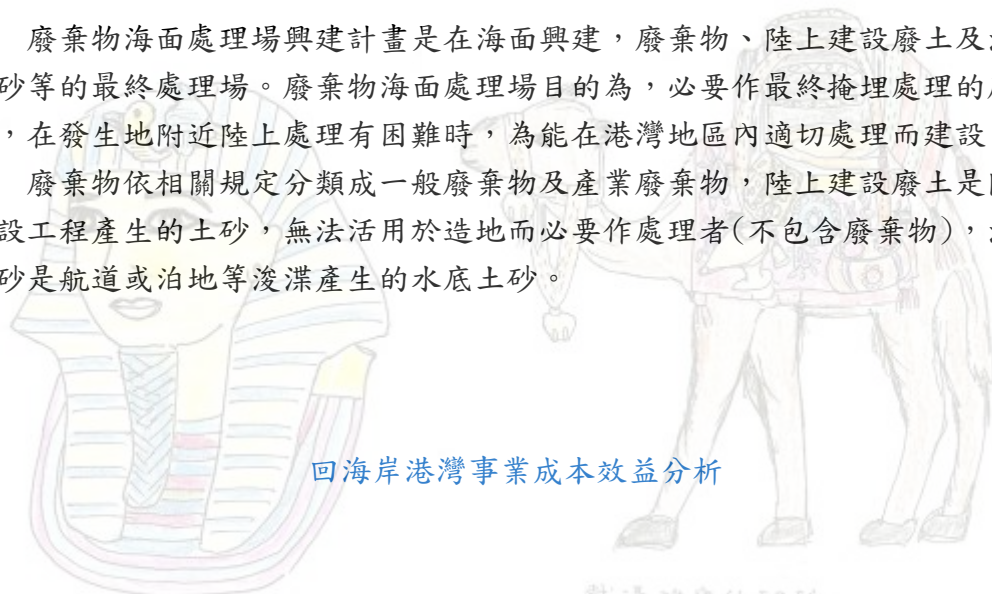 廢棄物海面處理場興建計畫是在海面興建，廢棄物、陸上建設廢土及
砂等的最終處理場。廢棄物海面處理場目的為，必要作最終掩埋處理的
，在發生地附近陸上處理有困難時，為能在港灣地區內適切處理而建設
廢棄物依相關規定分類成一般廢棄物及產業廢棄物，陸上建設廢土是
設工程產生的土砂，無法活用於造地而必要作處理者(不包含廢棄物)，
砂是航道或泊地等浚渫產生的水底土砂。
回海岸港灣事業成本效益分析